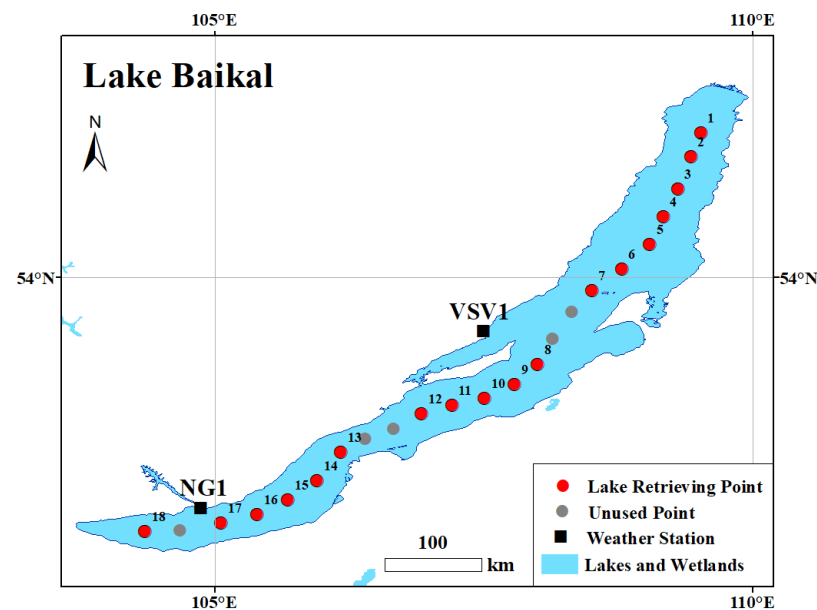 105°E 110°E
Lake Baikal
N
1
2
3
4
5
6
54°N 54°N
7
VSV1
8
9
10
11
12
13
14
15
NG1
16
17
18
Lake Retrieving Point
Unused Point
Weather Station
Lakes and Wetlands
100
km
105°E 110°E